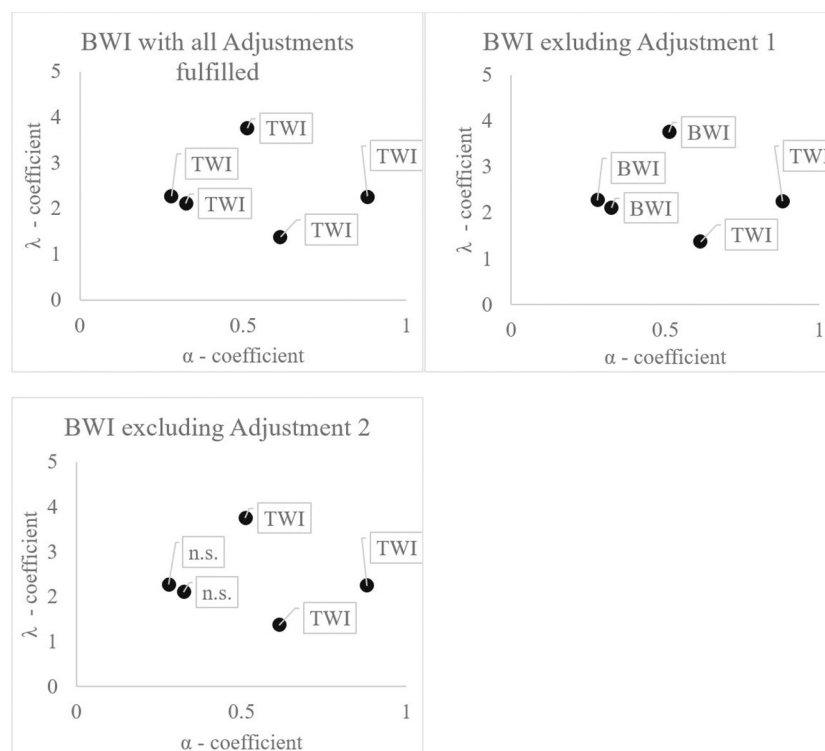 BWI with all Adjustments
fulfilled
5
4
3
2
1
0
0
0.5
1
λ - coefficient
α - coefficient
TWI
TWI
TWI
TWI
TWI
BWI exluding Adjustment 1
5
4
3
2
1
0
0
0.5
1
λ - coefficient
α - coefficient
BWI
BWI
BWI
TWI
TWI
BWI excluding Adjustment 2
5
4
3
2
1
0
0
0.5
1
λ - coefficient
α - coefficient
TWI
n.s.
TWI
n.s.
TWI